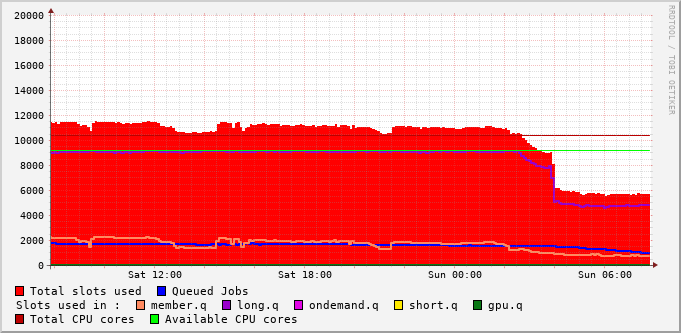 20000
18000
16000
14000
12000
10000
8000
6000
4000
2000
0
Sat 12:00 Sat 18:00 Sun 00:00 Sun 06:00
RRDTOOL / TOBI OETIKER
Total slots used Queued Jobs
Slots used in : member.q long.q ondemand.q short.q gpu.q
Total CPU cores Available CPU cores